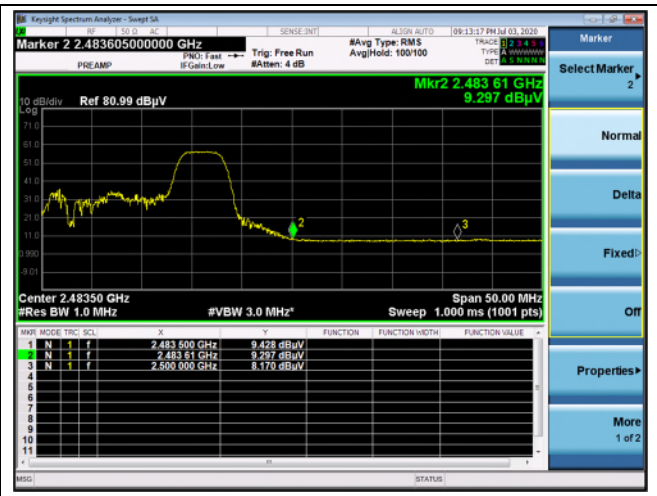 Keysight Spectrum Analyzer - Swept SA
RF 50 Ω AC SENSE:INT ALIGN AUTO 09:13:17 PM Jul 03, 2020
Marker 2 2.483605000000 GHz
PREAMP
PNO: Fast
IFGain:Low
Trig: Free Run
#Atten: 4 dB
#Avg Type: RMS
Avg|Hold: 100/100
TRACE 1 2 3 4 5 6
TYPE
DET A S N N N N
Mkr2 2.483 61 GHz
9.297 dBµV
10 dB/div Ref 80.99 dBµV
Log
71.0
61.0
51.0
41.0
31.0
21.0
11.0
0.990
-9.01
2
3
Center 2.48350 GHz Span 50.00 MHz
#Res BW 1.0 MHz #VBW 3.0 MHz* Sweep 1.000 ms (1001 pts)
MKR MODE TRC SCL X Y FUNCTION FUNCTION WIDTH FUNCTION VALUE
1 N 1 f 2.483 500 GHz 9.428 dBµV
2 N 1 f 2.483 61 GHz 9.297 dBµV
3 N 1 f 2.500 000 GHz 8.170 dBµV
4
5
6
7
8
9
10
11
MSG STATUS
Marker
Select Marker
2
Normal
Delta
Fixed
Off
Properties
More
1 of 2